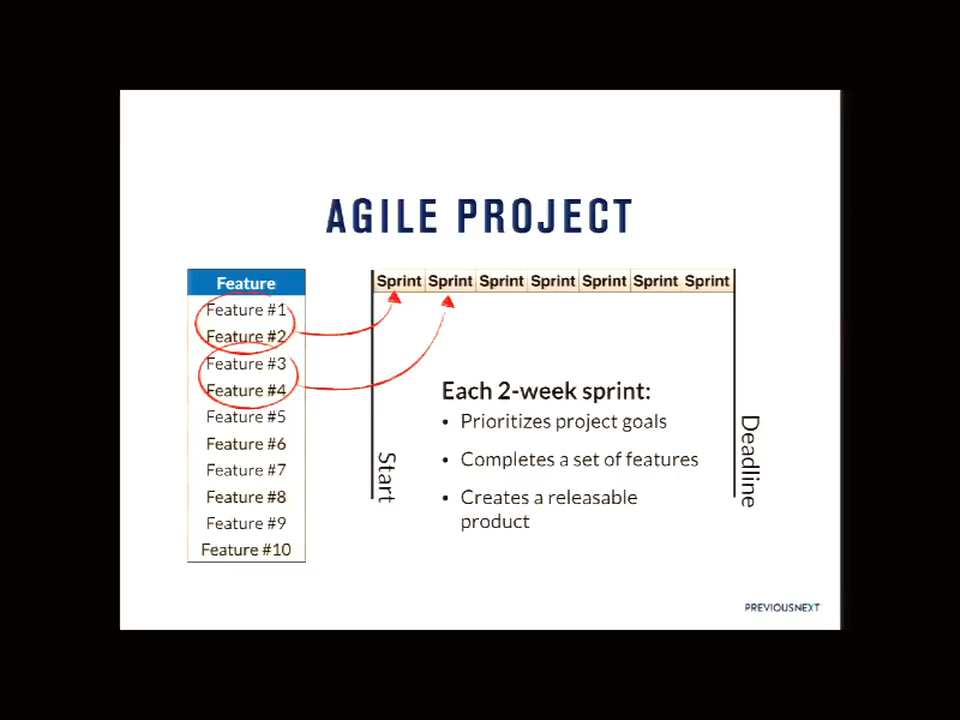 AGILE PROJECT
Feature
Feature #1
Feature #2
Feature #3
Feature #4
Feature #5
Feature #6
Feature #7
Feature #8
Feature #9
Feature #10
Sprint Sprint Sprint Sprint Sprint Sprint Sprint
Start
Each 2-week sprint:
• Prioritizes project goals
• Completes a set of features
• Creates a releasable
product
Deadline
PREVIOUSNEXT